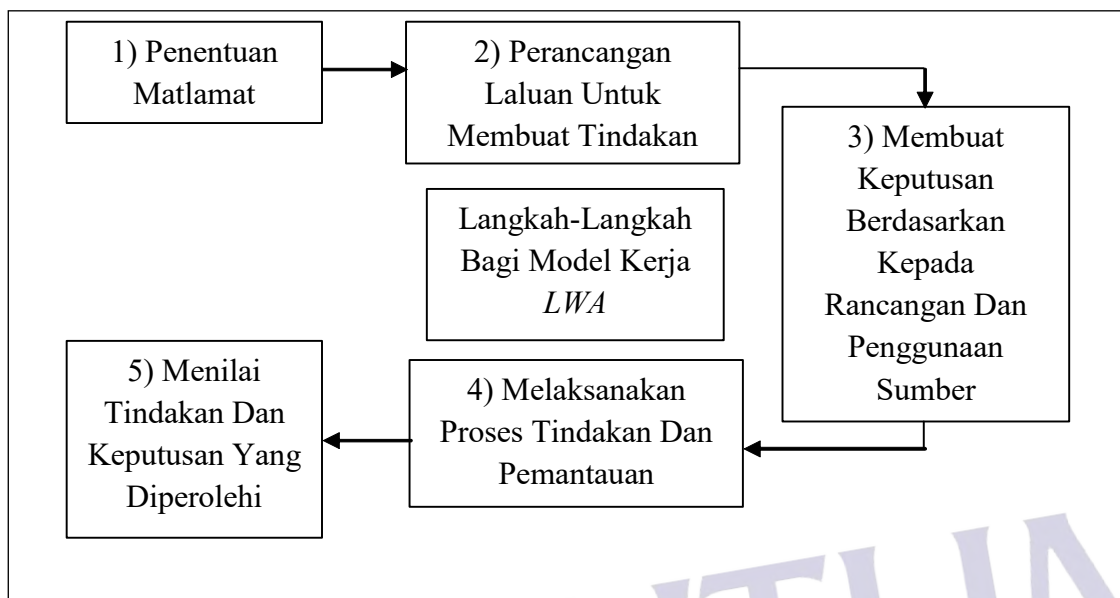 1) Penentuan
Matlamat
2) Perancangan
Laluan Untuk
Membuat Tindakan
3) Membuat
Keputusan
Berdasarkan
Kepada
Rancangan Dan
Penggunaan
Sumber
Langkah-Langkah
Bagi Model Kerja
LWA
4) Melaksanakan
Proses Tindakan Dan
Pemantauan
5) Menilai
Tindakan Dan
Keputusan Yang
Diperolehi